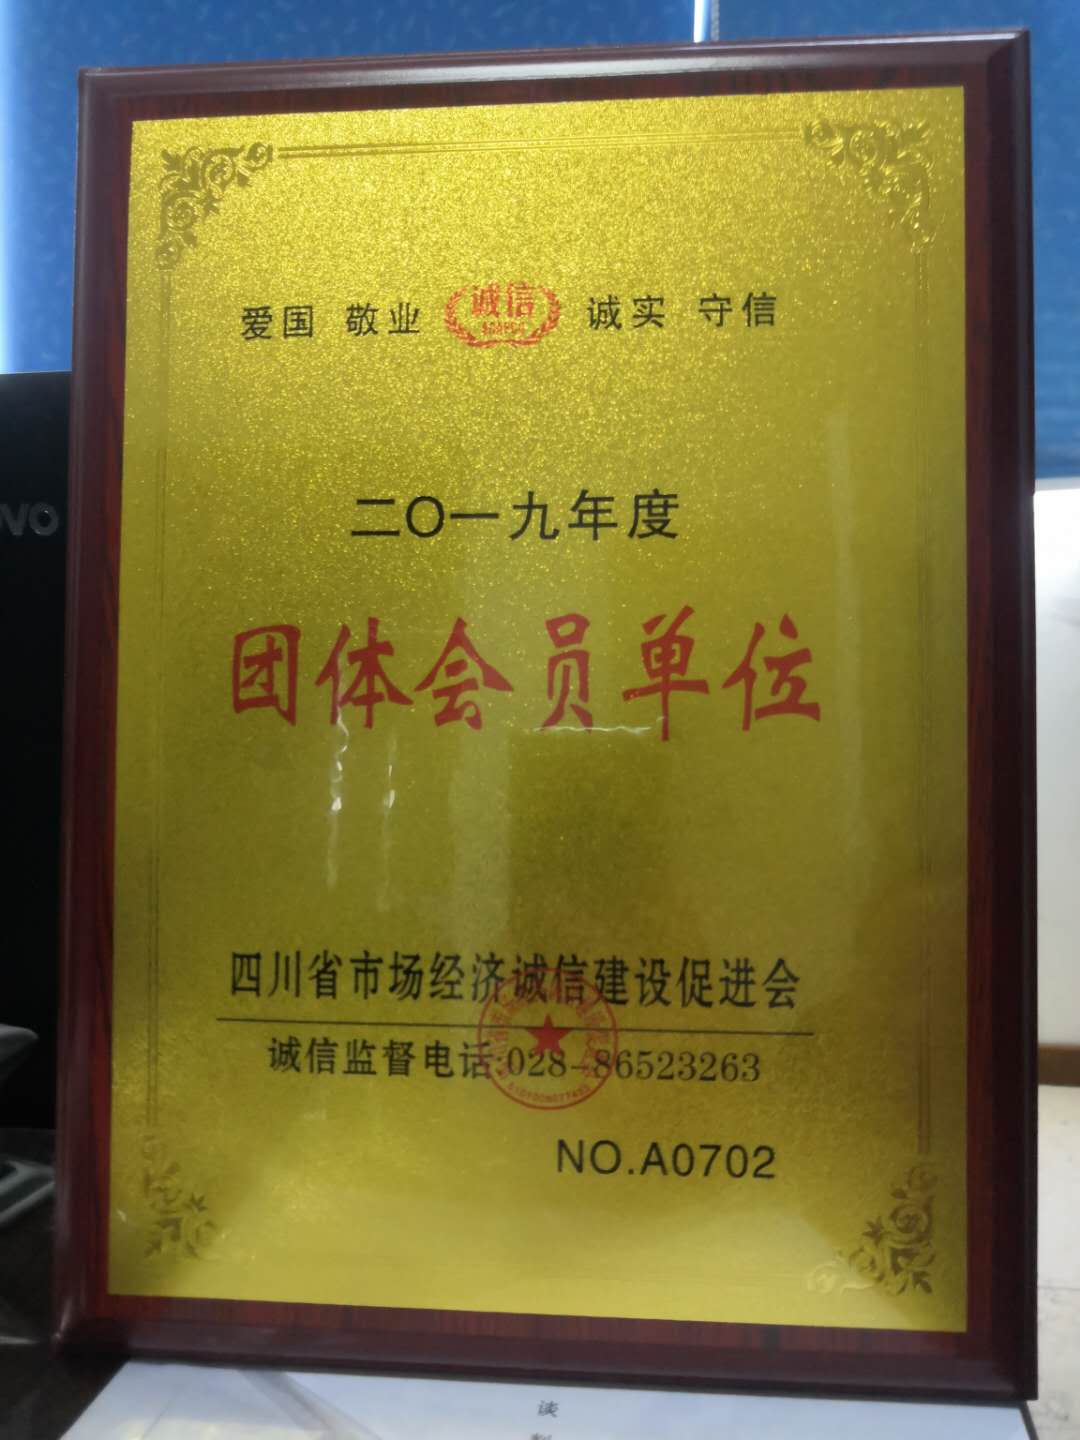 爱国 敬业 诚信 诚实 守信
二〇一九年度
团体会员单位
四川省市场经济诚信建设促进会
诚信监督电话:028-86523263
NO.A0702
OVO
谈